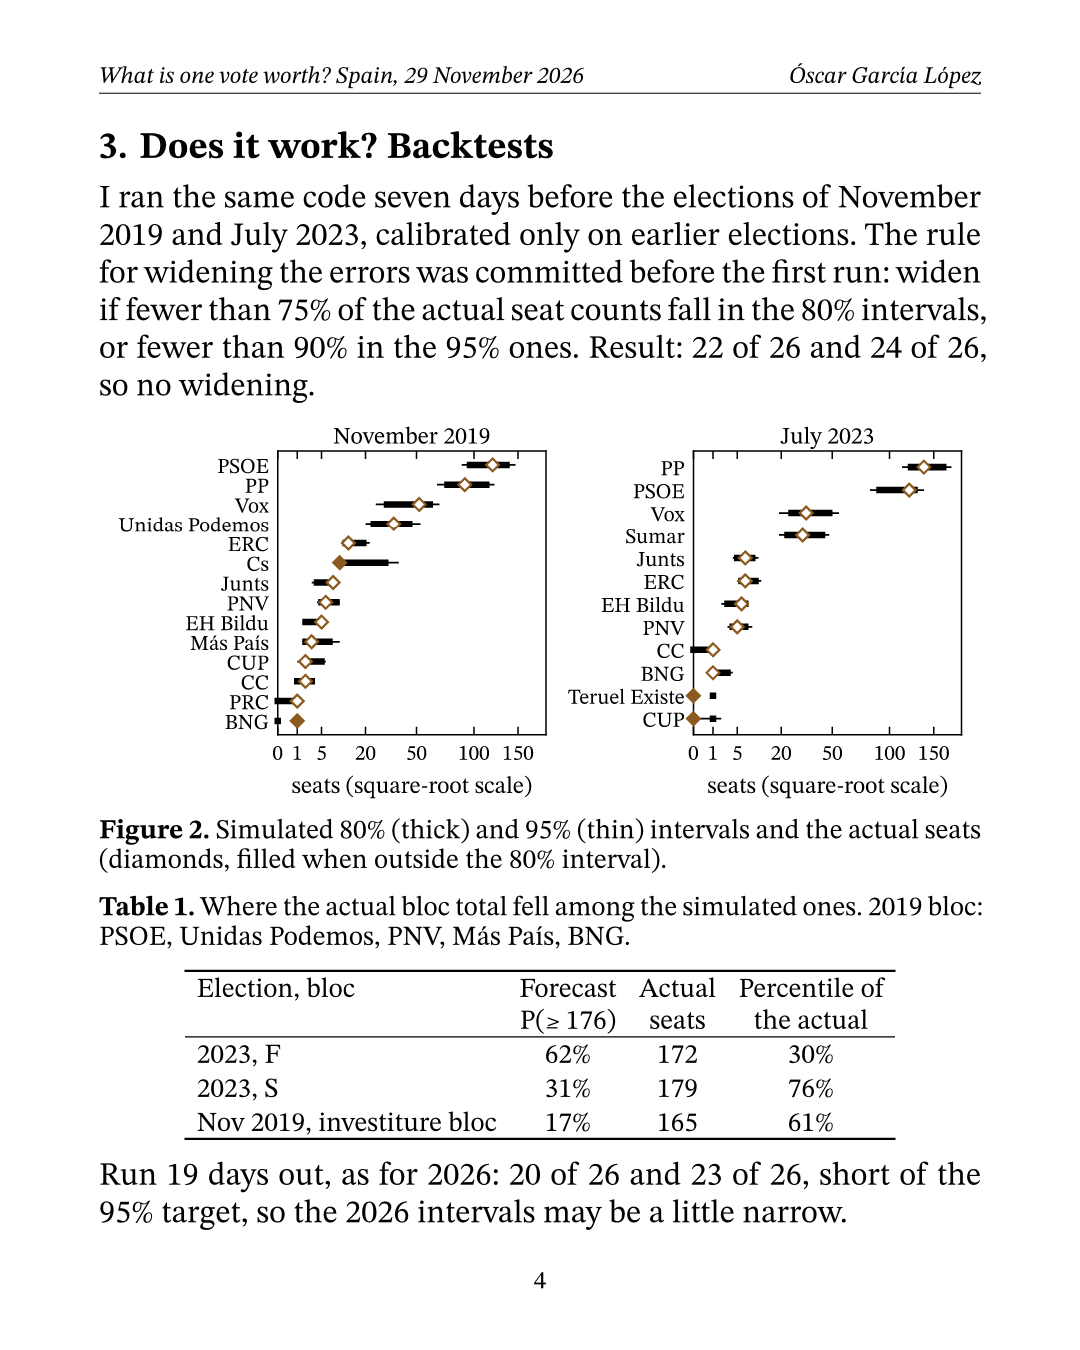 What is one vote worth? Spain, 29 November 2026 Óscar García López
3. Does it work? Backtests
I ran the same code seven days before the elections of November
2019 and July 2023, calibrated only on earlier elections. The rule
for widening the errors was committed before the first run: widen
if fewer than 75% of the actual seat counts fall in the 80% intervals,
or fewer than 90% in the 95% ones. Result: 22 of 26 and 24 of 26,
so no widening.
November 2019
PSOE
PP
Vox
Unidas Podemos
ERC
Cs
Junts
PNV
EH Bildu
Más País
CUP
CC
PRC
BNG
0 1 5 20 50 100 150
seats (square-root scale)
July 2023
PP
PSOE
Vox
Sumar
Junts
ERC
EH Bildu
PNV
CC
BNG
Teruel Existe
CUP
0 1 5 20 50 100 150
seats (square-root scale)
Figure 2. Simulated 80% (thick) and 95% (thin) intervals and the actual seats
(diamonds, filled when outside the 80% interval).
Table 1. Where the actual bloc total fell among the simulated ones. 2019 bloc:
PSOE, Unidas Podemos, PNV, Más País, BNG.
Election, bloc Forecast Actual Percentile of
P(≥ 176) seats the actual
2023, F 62% 172 30%
2023, S 31% 179 76%
Nov 2019, investiture bloc 17% 165 61%
Run 19 days out, as for 2026: 20 of 26 and 23 of 26, short of the
95% target, so the 2026 intervals may be a little narrow.
4